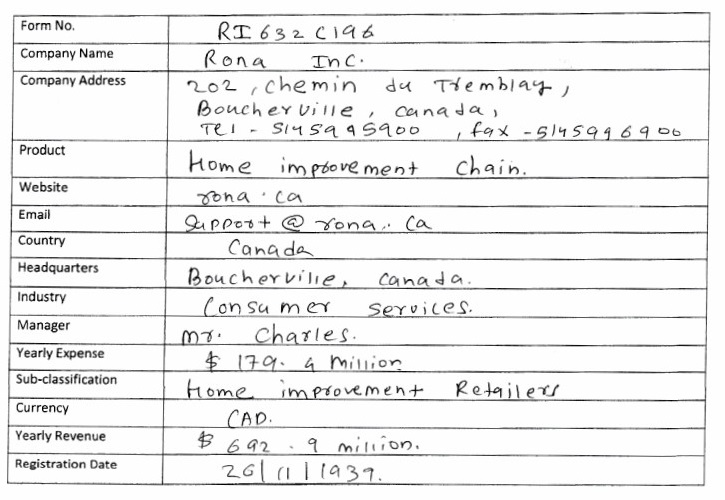 Form No. RI632C196
Company Name Rona Inc.
Company Address 202, chemin du Tremblay,
Boucherville, canada,
Tel - 5145995900, fax - 5145996900
Product Home improvement Chain.
Website rona.ca
Email Support@rona.ca
Country Canada
Headquarters Boucherville, canada.
Industry Consumer Services.
Manager mr. Charles.
Yearly Expense $ 179.4 million
Sub-classification Home improvement Retailers
Currency CAD.
Yearly Revenue $ 692.9 million.
Registration Date 26/11/1939.